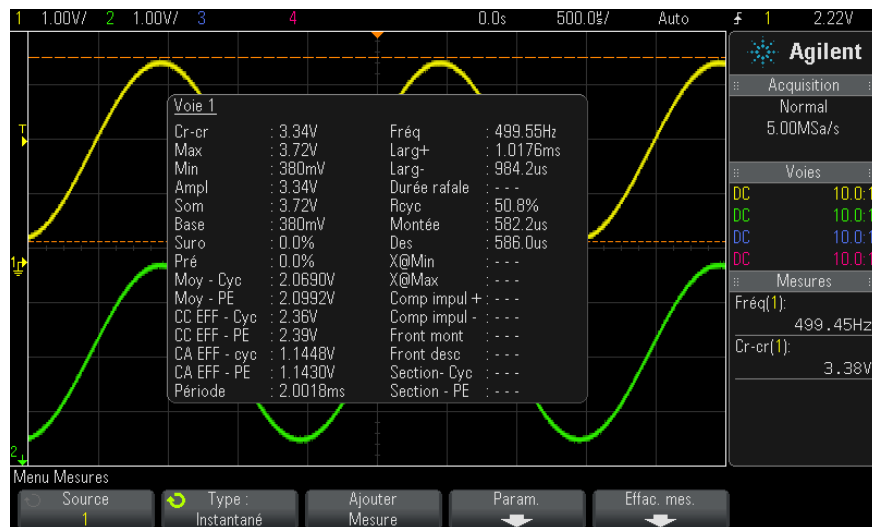 1 1.00V/ 2 1.00V/ 3 4 0.0s 500.0㎲/ Auto 1 2.22V
Agilent
Acquisition
Normal
5.00MSa/s
Voies
DC 10.0:1
DC 10.0:1
DC 10.0:1
DC 10.0:1
Mesures
Fréq(1):
499.45Hz
Cr-cr(1):
3.38V
T
1
2
Voie 1
Cr-cr : 3.34V Fréq : 499.55Hz
Max : 3.72V Larg+ : 1.0176ms
Min : 380mV Larg- : 984.2us
Ampl : 3.34V Durée rafale : - - -
Som : 3.72V Rcyc : 50.8%
Base : 380mV Montée : 582.2us
Suro : 0.0% Des : 586.0us
Pré : 0.0% X@Min : - - -
Moy - Cyc : 2.0690V X@Max : - - -
Moy - PE : 2.0992V Comp impul + : - - -
CC EFF - Cyc : 2.36V Comp impul - : - - -
CC EFF - PE : 2.39V Front mont : - - -
CA EFF - cyc : 1.1448V Front desc : - - -
CA EFF - PE : 1.1430V Section- Cyc : - - -
Période : 2.0018ms Section - PE : - - -
Menu Mesures
Source
1
Type :
Instantané
Ajouter
Mesure
Param.
Effac. mes.